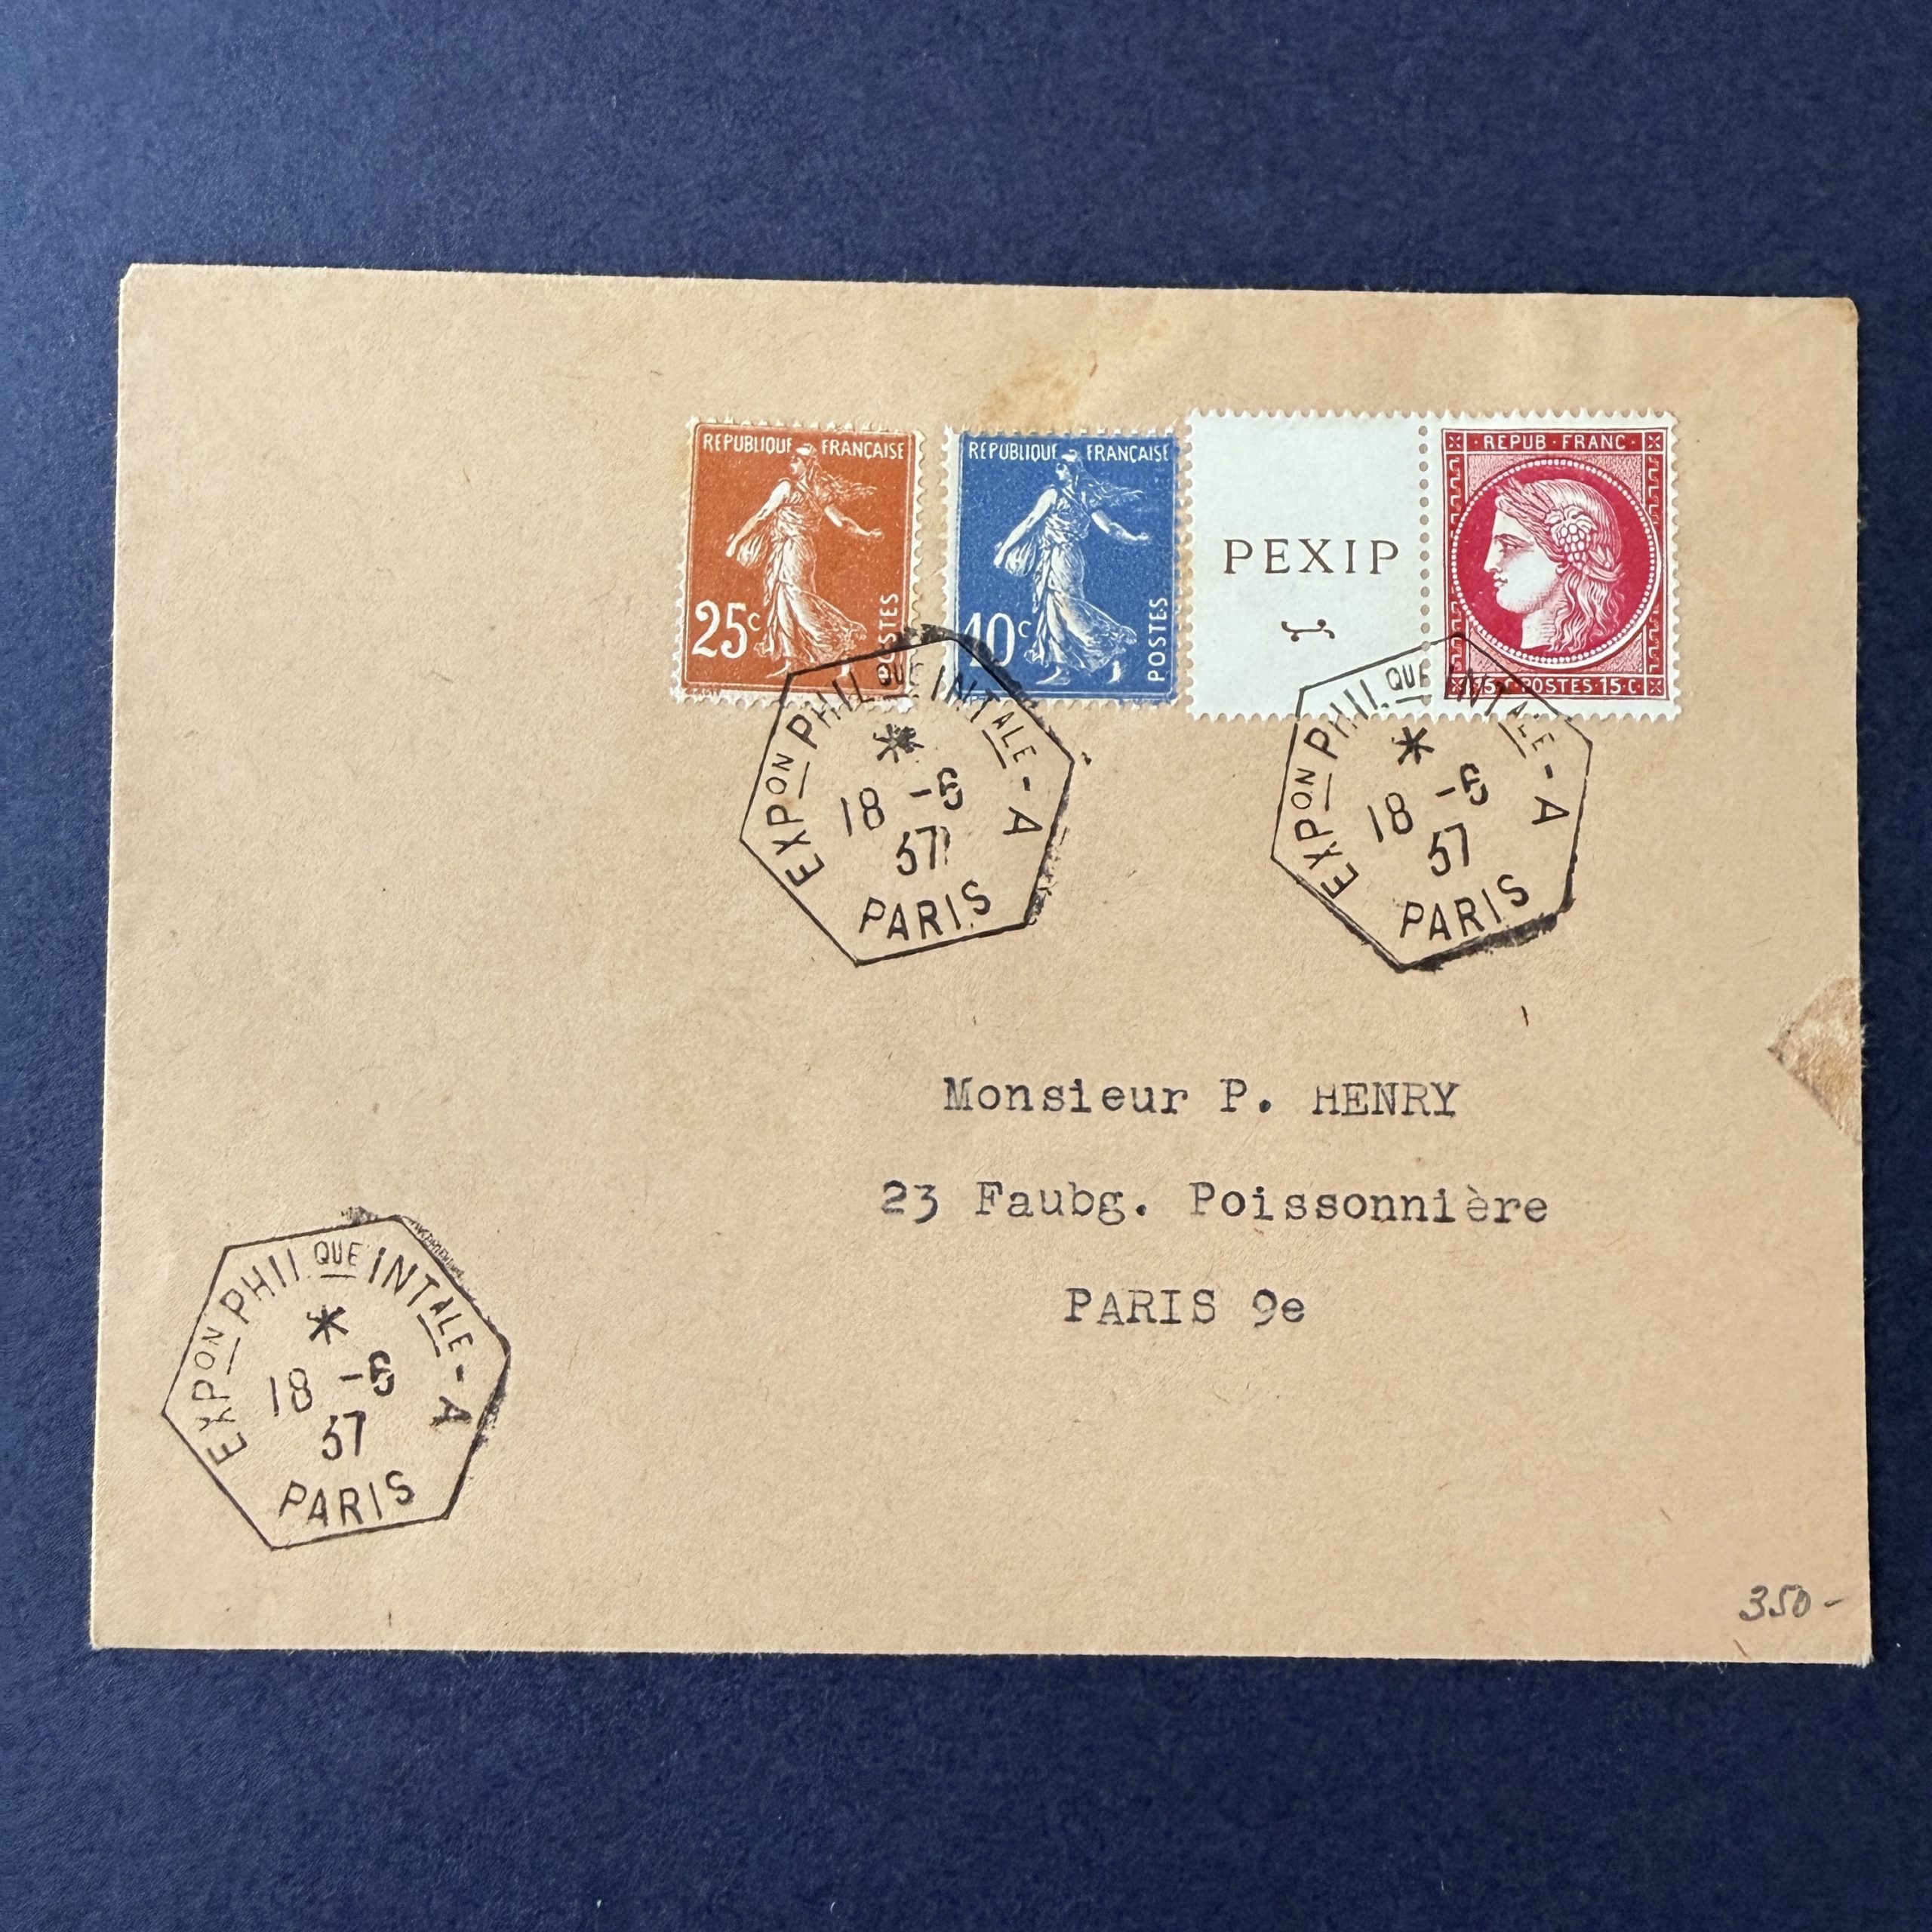 REPUBLIQUE FRANÇAISE
25c
POSTES
REPUBLIQUE FRANÇAISE
10c
POSTES
PEXIP
REPUB·FRANC·
15·C·POSTES·15·C·
EXPON PHILQUE INTALE - A
*
18 -6
37
PARIS
EXPON PHILQUE INTALE - A
*
18 -6
37
PARIS
Monsieur P. HENRY
23 Faubg. Poissonnière
PARIS 9e
EXPON PHILQUE INTALE - A
*
18 -6
37
PARIS
350-